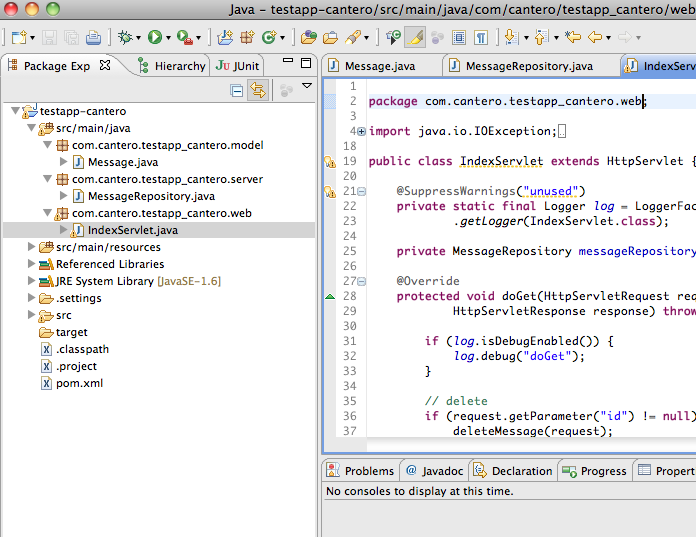 Java – testapp-cantero/src/main/java/com/cantero/testapp_cantero/web
Package Exp
Hierarchy
JUnit
testapp-cantero
src/main/java
com.cantero.testapp_cantero.model
Message.java
com.cantero.testapp_cantero.server
MessageRepository.java
com.cantero.testapp_cantero.web
IndexServlet.java
src/main/resources
Referenced Libraries
JRE System Library [JavaSE-1.6]
.settings
src
target
.classpath
.project
pom.xml
Message.java
MessageRepository.java
IndexServ
1
2 package com.cantero.testapp_cantero.web;
3
4 import java.io.IOException;
18
19 public class IndexServlet extends HttpServlet {
20
21 @SuppressWarnings("unused")
22 private static final Logger log = LoggerFac
23 .getLogger(IndexServlet.class);
24
25 private MessageRepository messageRepository
26
27 @Override
28 protected void doGet(HttpServletRequest req
29 HttpServletResponse response) throw
30
31 if (log.isDebugEnabled()) {
32 log.debug("doGet");
33 }
34
35 // delete
36 if (request.getParameter("id") != null)
37 deleteMessage(request);
Problems
@ Javadoc
Declaration
Progress
Propert
No consoles to display at this time.